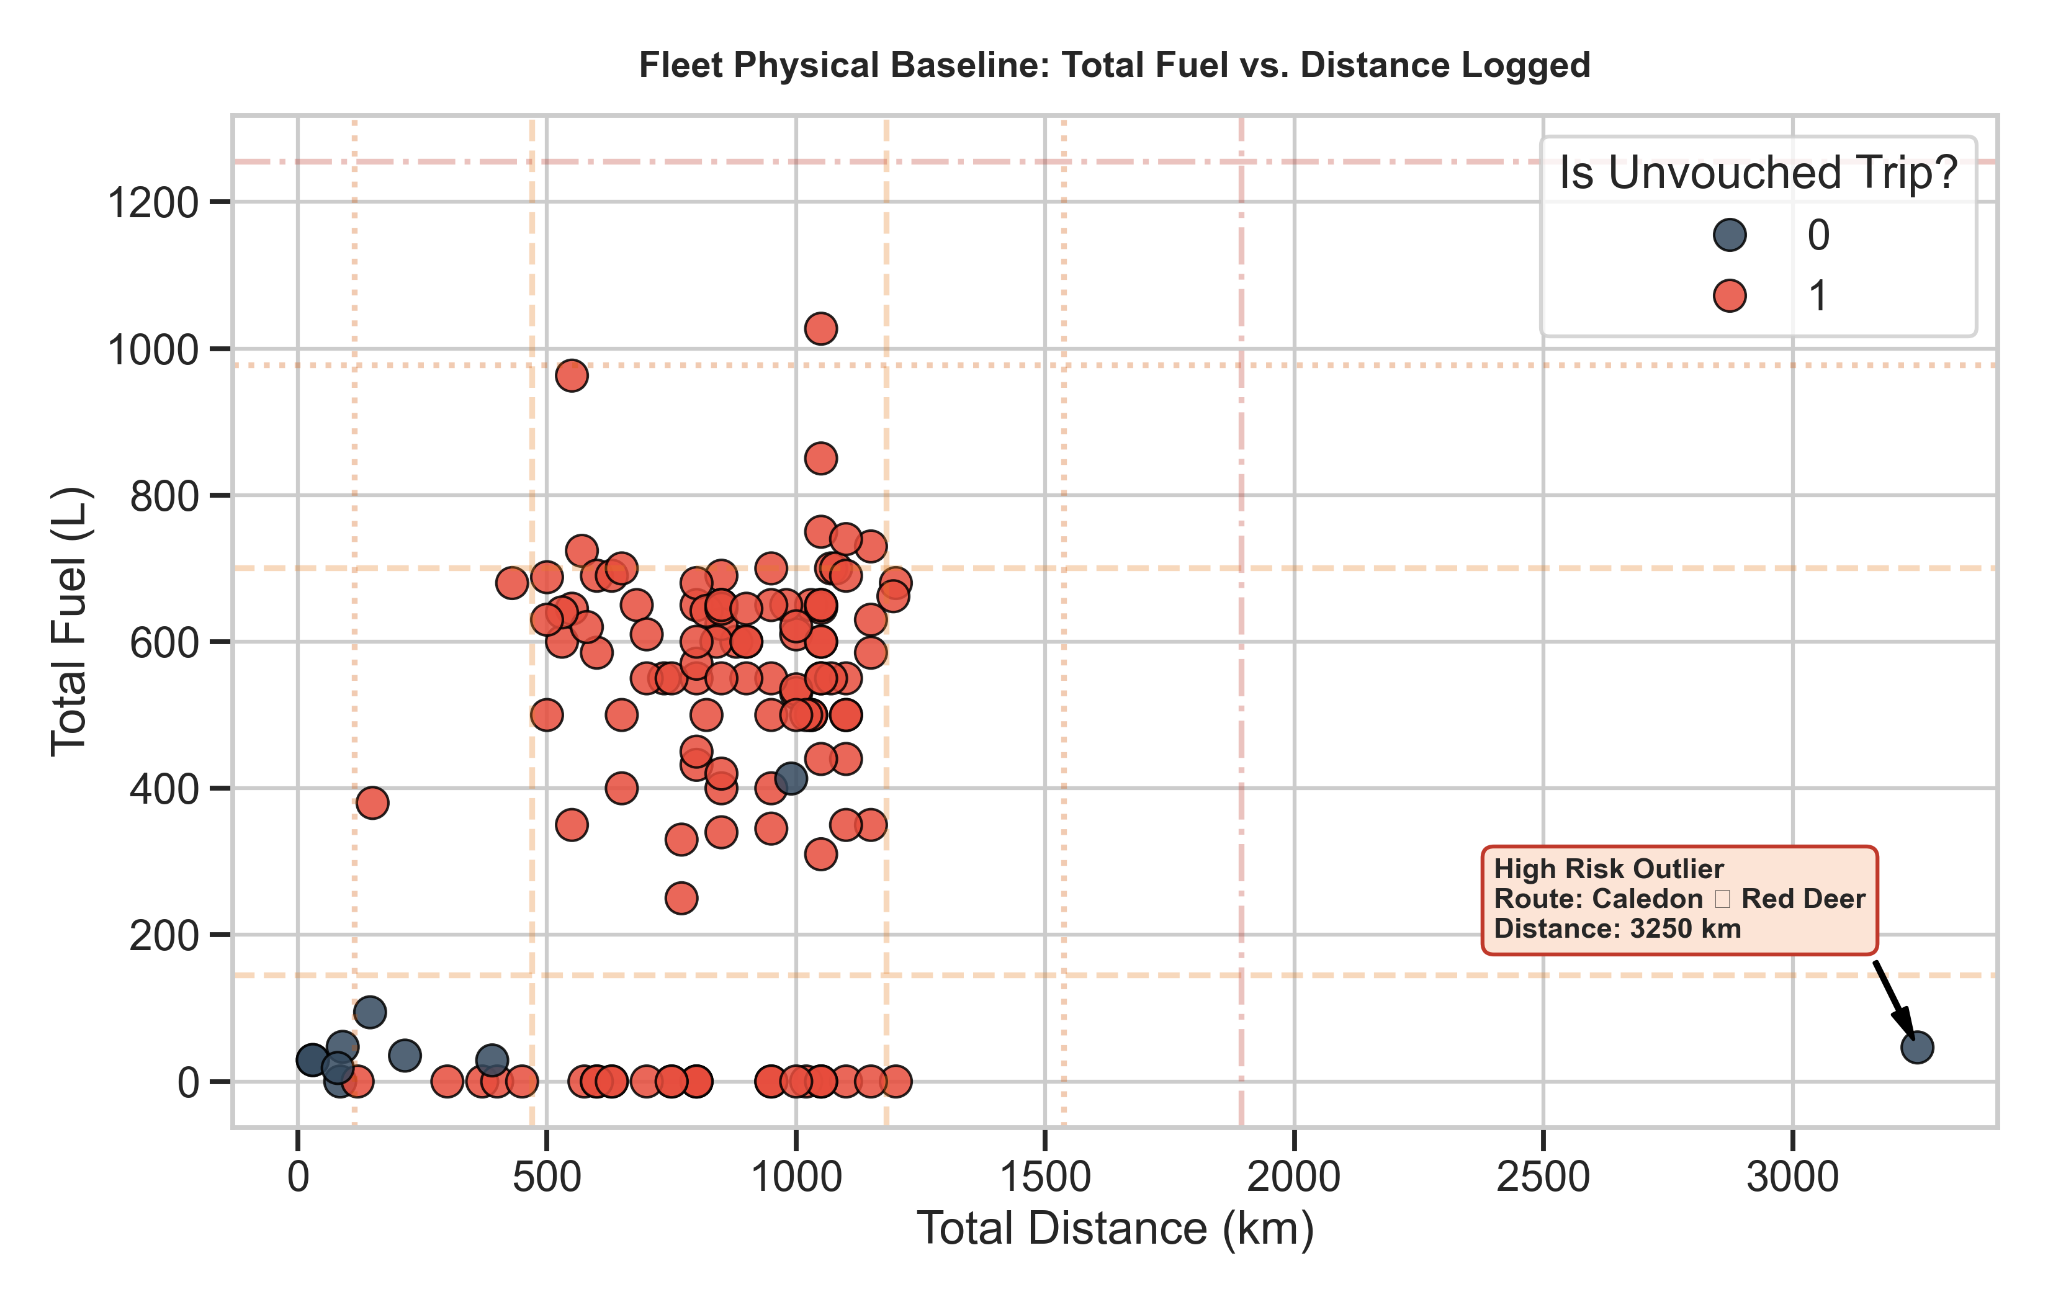 Fleet Physical Baseline: Total Fuel vs. Distance Logged
Is Unvouched Trip?
0
1
1200
1000
800
600
400
200
0
Total Fuel (L)
High Risk Outlier
Route: Caledon □ Red Deer
Distance: 3250 km
0 500 1000 1500 2000 2500 3000
Total Distance (km)